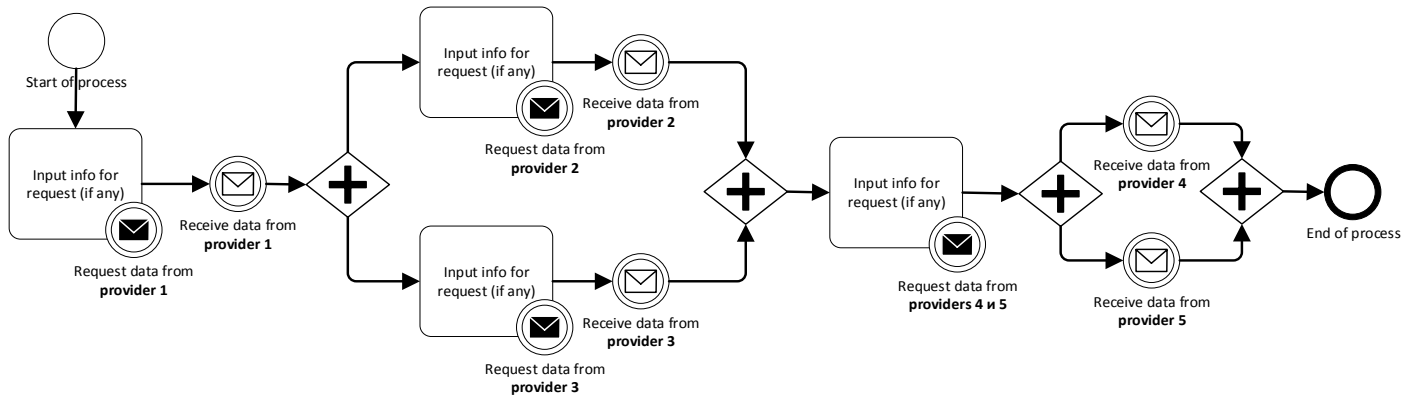 Start of process
Input info for
request (if any)
Request data from
provider 1
Receive data from
provider 1
Input info for
request (if any)
Request data from
provider 2
Receive data from
provider 2
Input info for
request (if any)
Request data from
provider 3
Receive data from
provider 3
Input info for
request (if any)
Request data from
providers 4 и 5
Receive data from
provider 4
Receive data from
provider 5
End of process